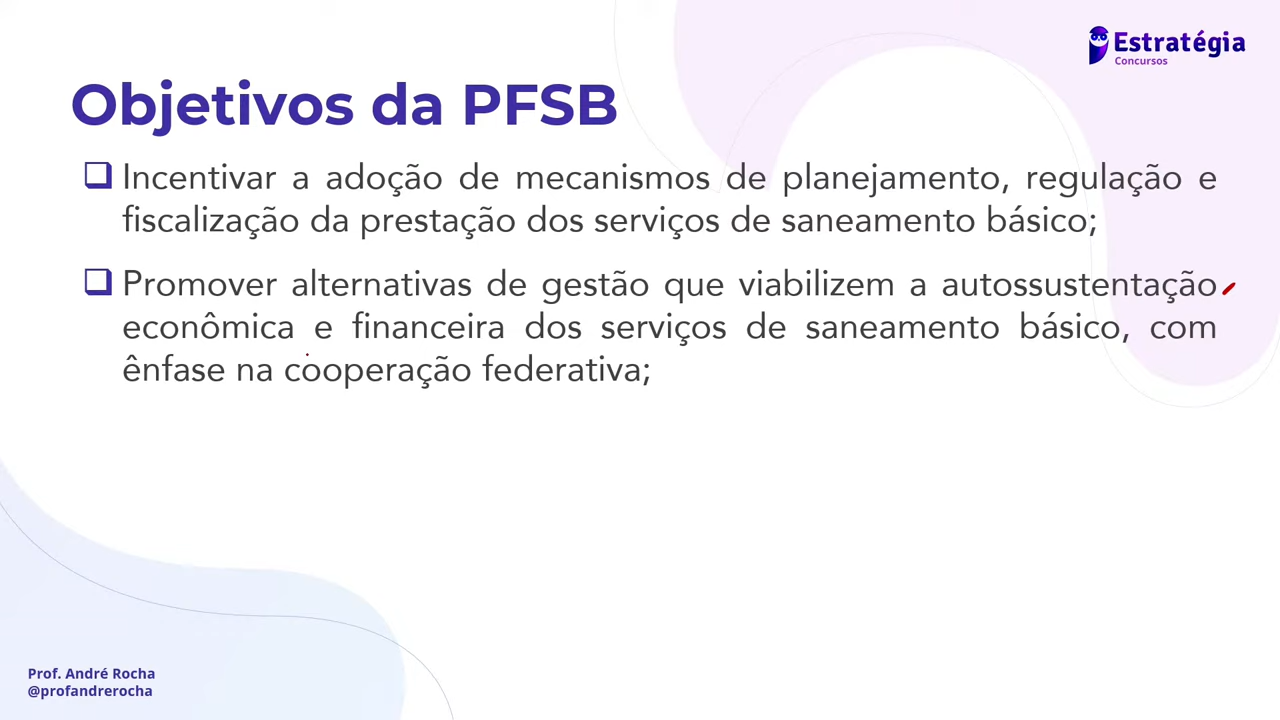 Estratégia
Concursos
Objetivos da PFSB
Incentivar a adoção de mecanismos de planejamento, regulação e
fiscalização da prestação dos serviços de saneamento básico;
Promover alternativas de gestão que viabilizem a autossustentação
econômica e financeira dos serviços de saneamento básico, com
ênfase na cooperação federativa;
Prof. André Rocha
@profandrerocha